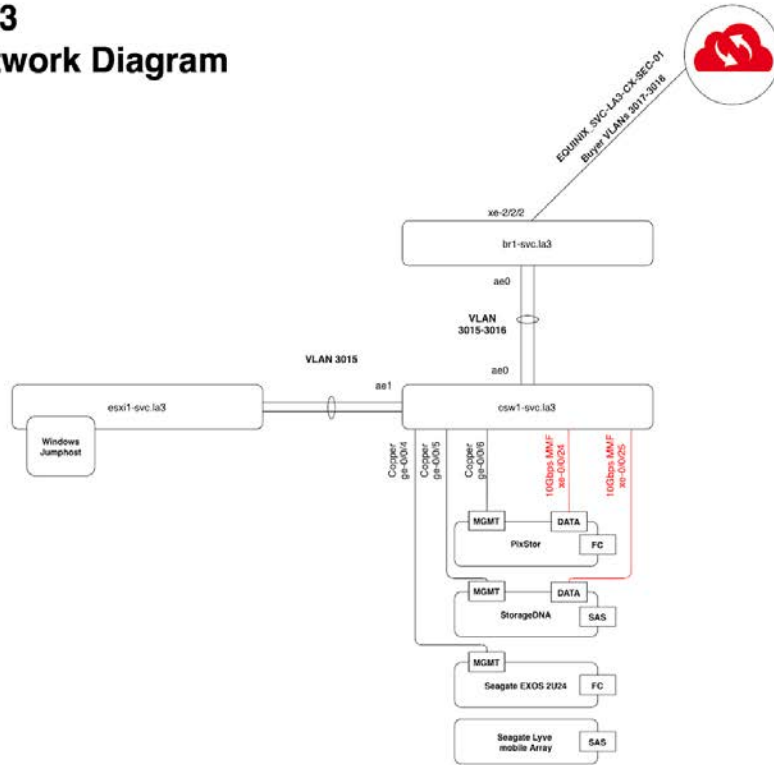 3
twork Diagram
EQUINIX_SVC-LA3-CX-SEC-01
Buyer VLANs 3017-3018
xe-2/2/2
br1-svc.la3
ae0
VLAN
3015-3016
ae0
VLAN 3015
ae1
esxi1-svc.la3
csw1-svc.la3
Windows
Jumphost
Copper
ge-0/0/4
Copper
ge-0/0/5
Copper
ge-0/0/6
10Gbps MMF
xe-0/0/24
10Gbps MMF
xe-0/0/25
MGMT
DATA
PixStor
FC
MGMT
DATA
StorageDNA
SAS
MGMT
Seagate EXOS 2U24
FC
Seagate Lyve
mobile Array
SAS